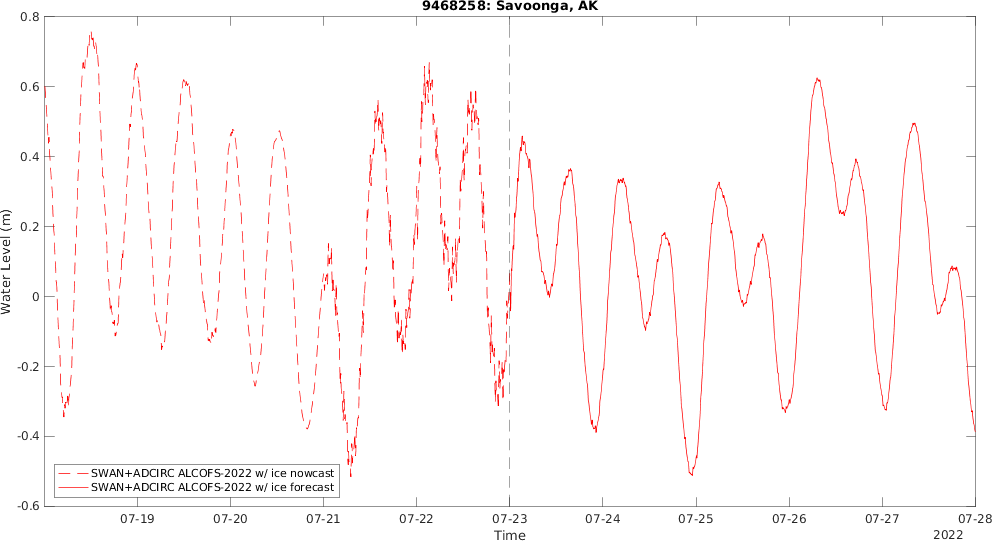 9468258: Savoonga, AK
0.8
0.6
0.4
0.2
0
-0.2
-0.4
-0.6
Water Level (m)
SWAN+ADCIRC ALCOFS-2022 w/ ice nowcast
SWAN+ADCIRC ALCOFS-2022 w/ ice forecast
07-19 07-20 07-21 07-22 07-23 07-24 07-25 07-26 07-27 07-28
Time
2022